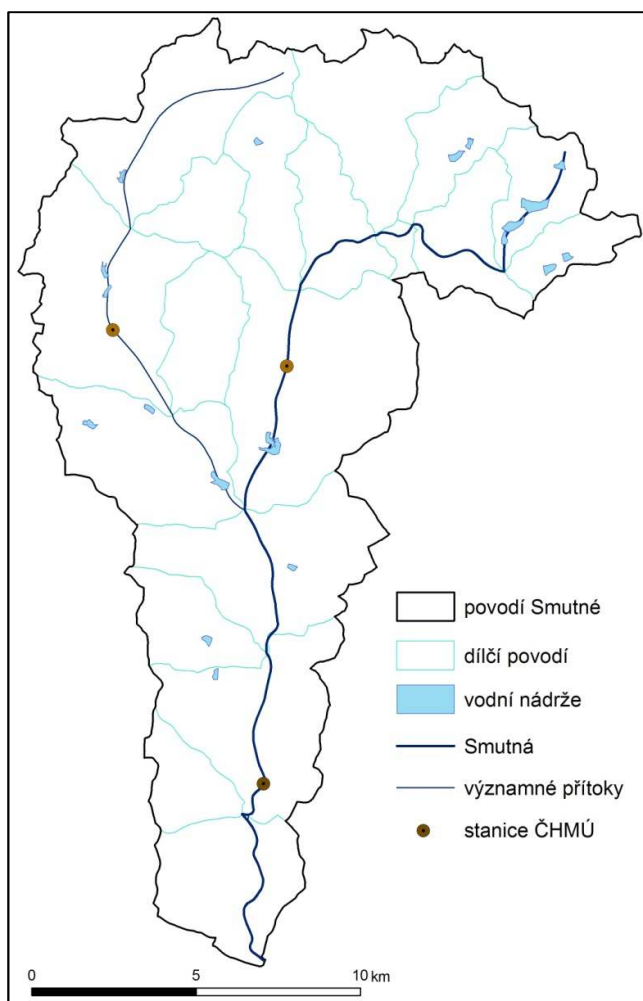 povodí Smutné
dílčí povodí
vodní nádrže
Smutná
významné přítoky
stanice ČHMÚ
0 5 10 km